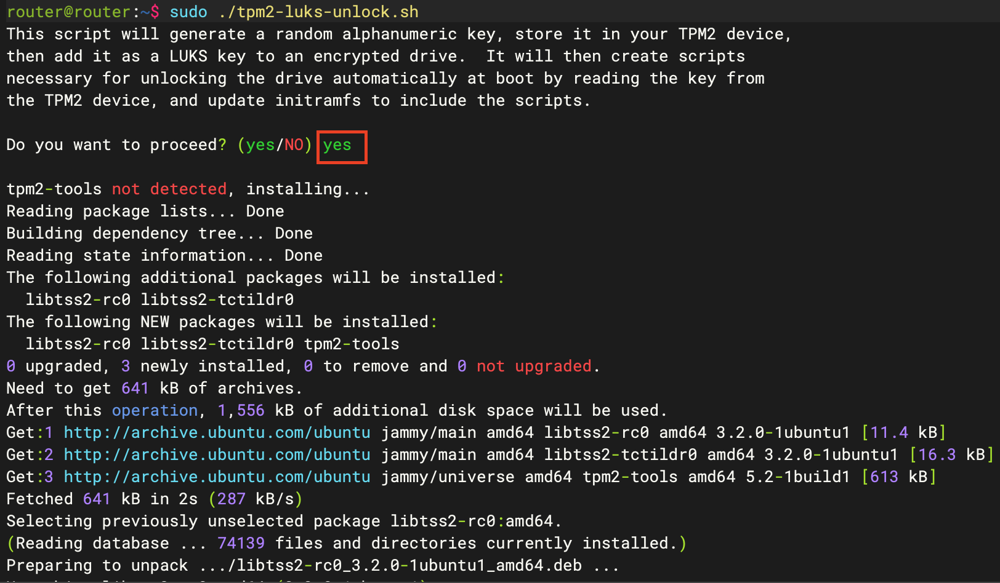 router@router:~$ sudo ./tpm2-luks-unlock.sh
This script will generate a random alphanumeric key, store it in your TPM2 device,
then add it as a LUKS key to an encrypted drive.  It will then create scripts
necessary for unlocking the drive automatically at boot by reading the key from
the TPM2 device, and update initramfs to include the scripts.
Do you want to proceed? (yes/NO) yes
tpm2-tools not detected, installing...
Reading package lists... Done
Building dependency tree... Done
Reading state information... Done
The following additional packages will be installed:
  libtss2-rc0 libtss2-tctildr0
The following NEW packages will be installed:
  libtss2-rc0 libtss2-tctildr0 tpm2-tools
0 upgraded, 3 newly installed, 0 to remove and 0 not upgraded.
Need to get 641 kB of archives.
After this operation, 1,556 kB of additional disk space will be used.
Get:1 http://archive.ubuntu.com/ubuntu jammy/main amd64 libtss2-rc0 amd64 3.2.0-1ubuntu1 [11.4 kB]
Get:2 http://archive.ubuntu.com/ubuntu jammy/main amd64 libtss2-tctildr0 amd64 3.2.0-1ubuntu1 [16.3 kB]
Get:3 http://archive.ubuntu.com/ubuntu jammy/universe amd64 tpm2-tools amd64 5.2-1build1 [613 kB]
Fetched 641 kB in 2s (287 kB/s)
Selecting previously unselected package libtss2-rc0:amd64.
(Reading database ... 74139 files and directories currently installed.)
Preparing to unpack .../libtss2-rc0_3.2.0-1ubuntu1_amd64.deb ...